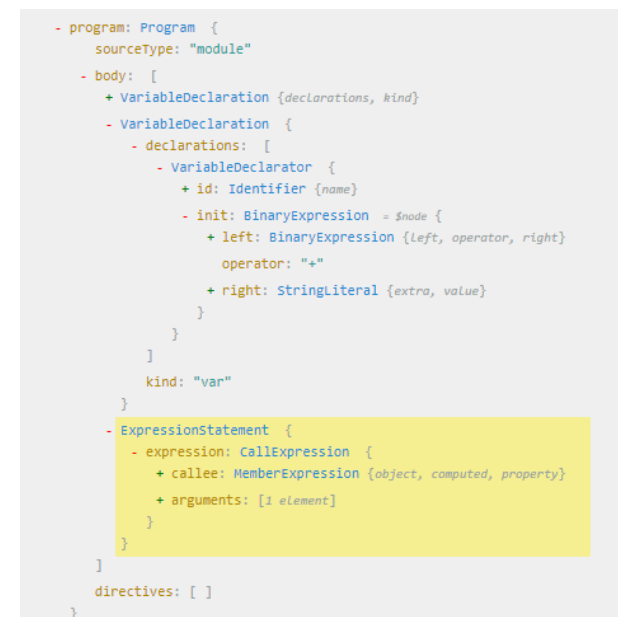 - program: Program {
sourceType: "module"
- body: [
+ VariableDeclaration {declarations, kind}
- VariableDeclaration {
- declarations: [
- VariableDeclarator {
+ id: Identifier {name}
- init: BinaryExpression = $node {
+ left: BinaryExpression {left, operator, right}
operator: "+"
+ right: StringLiteral {extra, value}
}
}
]
kind: "var"
}
- ExpressionStatement {
- expression: CallExpression {
+ callee: MemberExpression {object, computed, property}
+ arguments: [1 element]
}
}
]
directives: [ ]
}